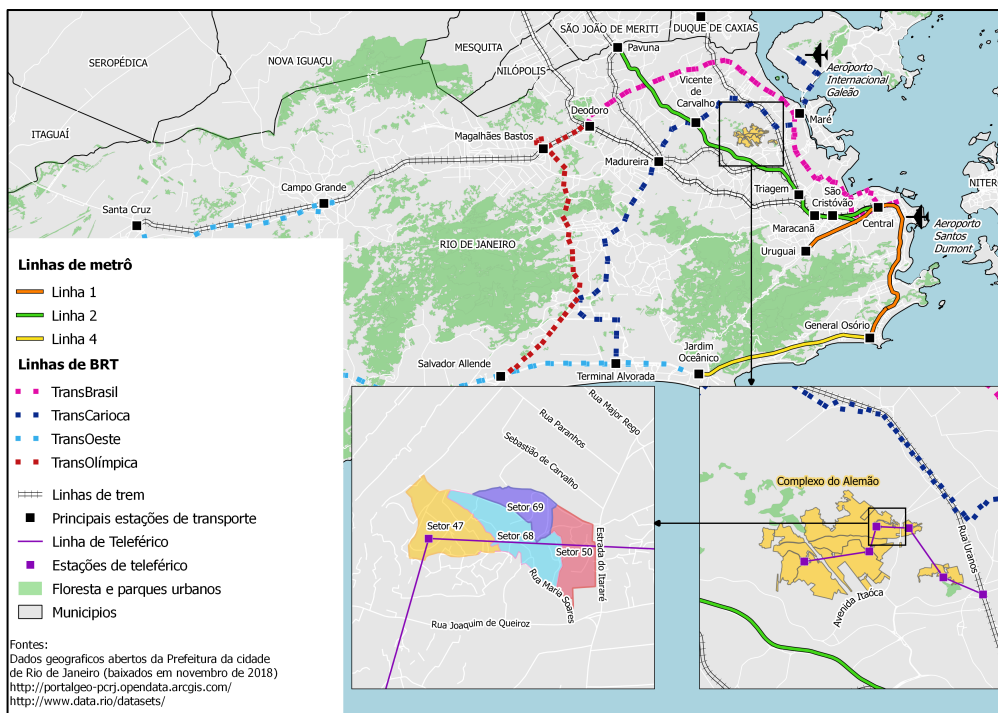 SÃO JOÃO DE MERITI
DUQUE DE CAXIAS
MESQUITA
Pavuna
SEROPÉDICA
NOVA IGUAÇU
NILÓPOLIS
Aeroporto
Internacional
Galeão
Vicente
de
Carvalho
Deodoro
Maré
ITAGUAÍ
Magalhães Bastos
Madureira
Campo Grande
Triagem
São
Cristóvão
NITER
Santa Cruz
Maracanã
Central
Aeroporto
Santos
Dumont
RIO DE JANEIRO
Uruguai
General Osório
Jardim
Oceânico
Salvador Allende
Terminal Alvorada
Linhas de metrô
Linha 1
Linha 2
Linha 4
Linhas de BRT
TransBrasil
TransCarioca
TransOeste
TransOlímpica
Linhas de trem
Principais estações de transporte
Linha de Teleférico
Estações de teleférico
Floresta e parques urbanos
Municipios
Fontes:
Dados geograficos abertos da Prefeitura da cidade
de Rio de Janeiro (baixados em novembro de 2018)
http://portalgeo-pcrj.opendata.arcgis.com/
http://www.data.rio/datasets/
Rua Major Rego
Rua Paranhos
Sebastião de Carvalho
Setor 69
Setor 47
Setor 68
Setor 50
Estrada do Itararé
Rua Maria Soares
Rua Joaquim de Queiroz
Complexo do Alemão
Rua Uranos
Avenida Itaóca